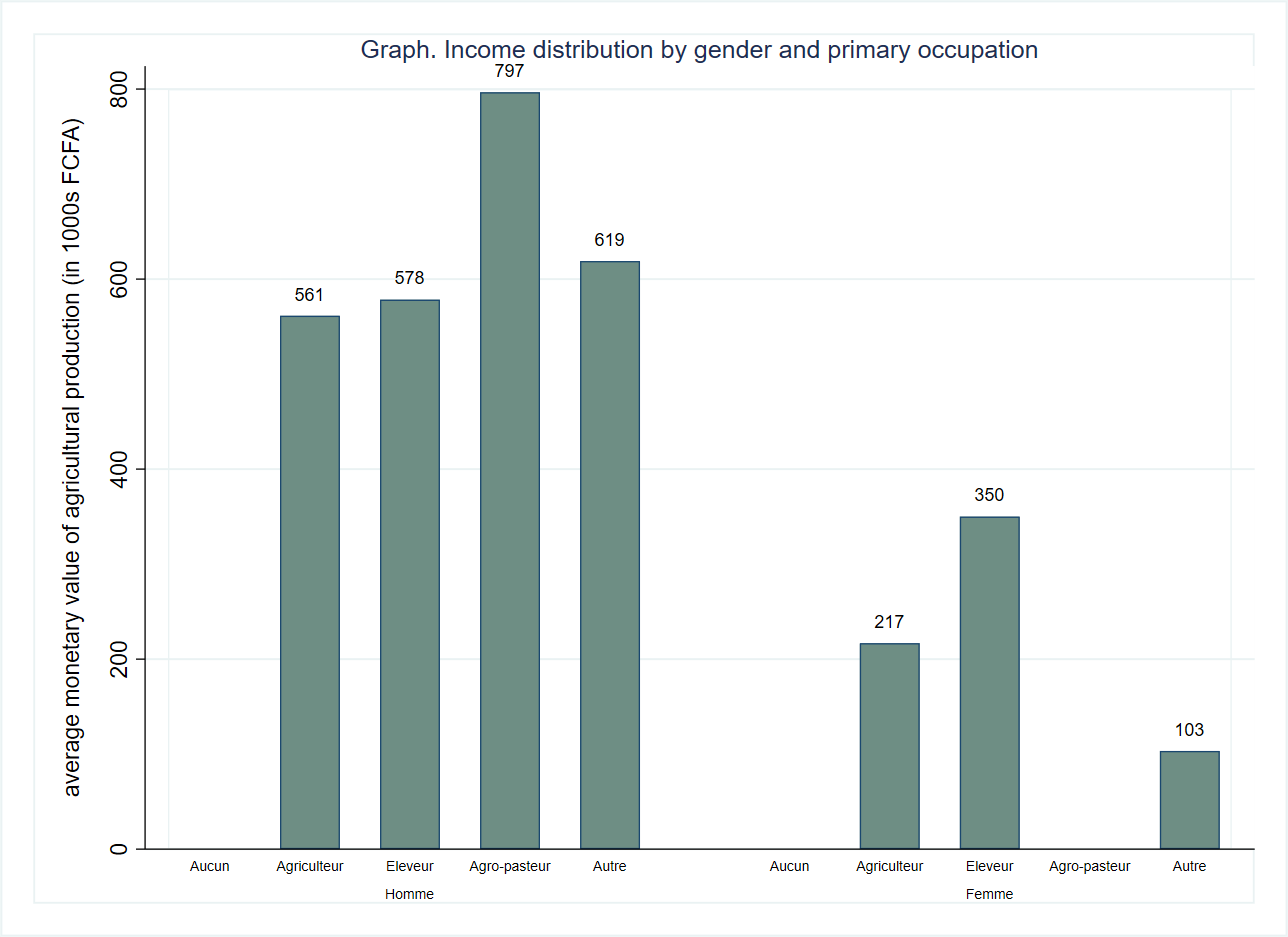 Graph. Income distribution by gender and primary occupation
average monetary value of agricultural production (in 1000s FCFA)
800
600
400
200
0
561
578
797
619
217
350
103
Aucun
Agriculteur
Eleveur
Agro-pasteur
Autre
Aucun
Agriculteur
Eleveur
Agro-pasteur
Autre
Homme
Femme